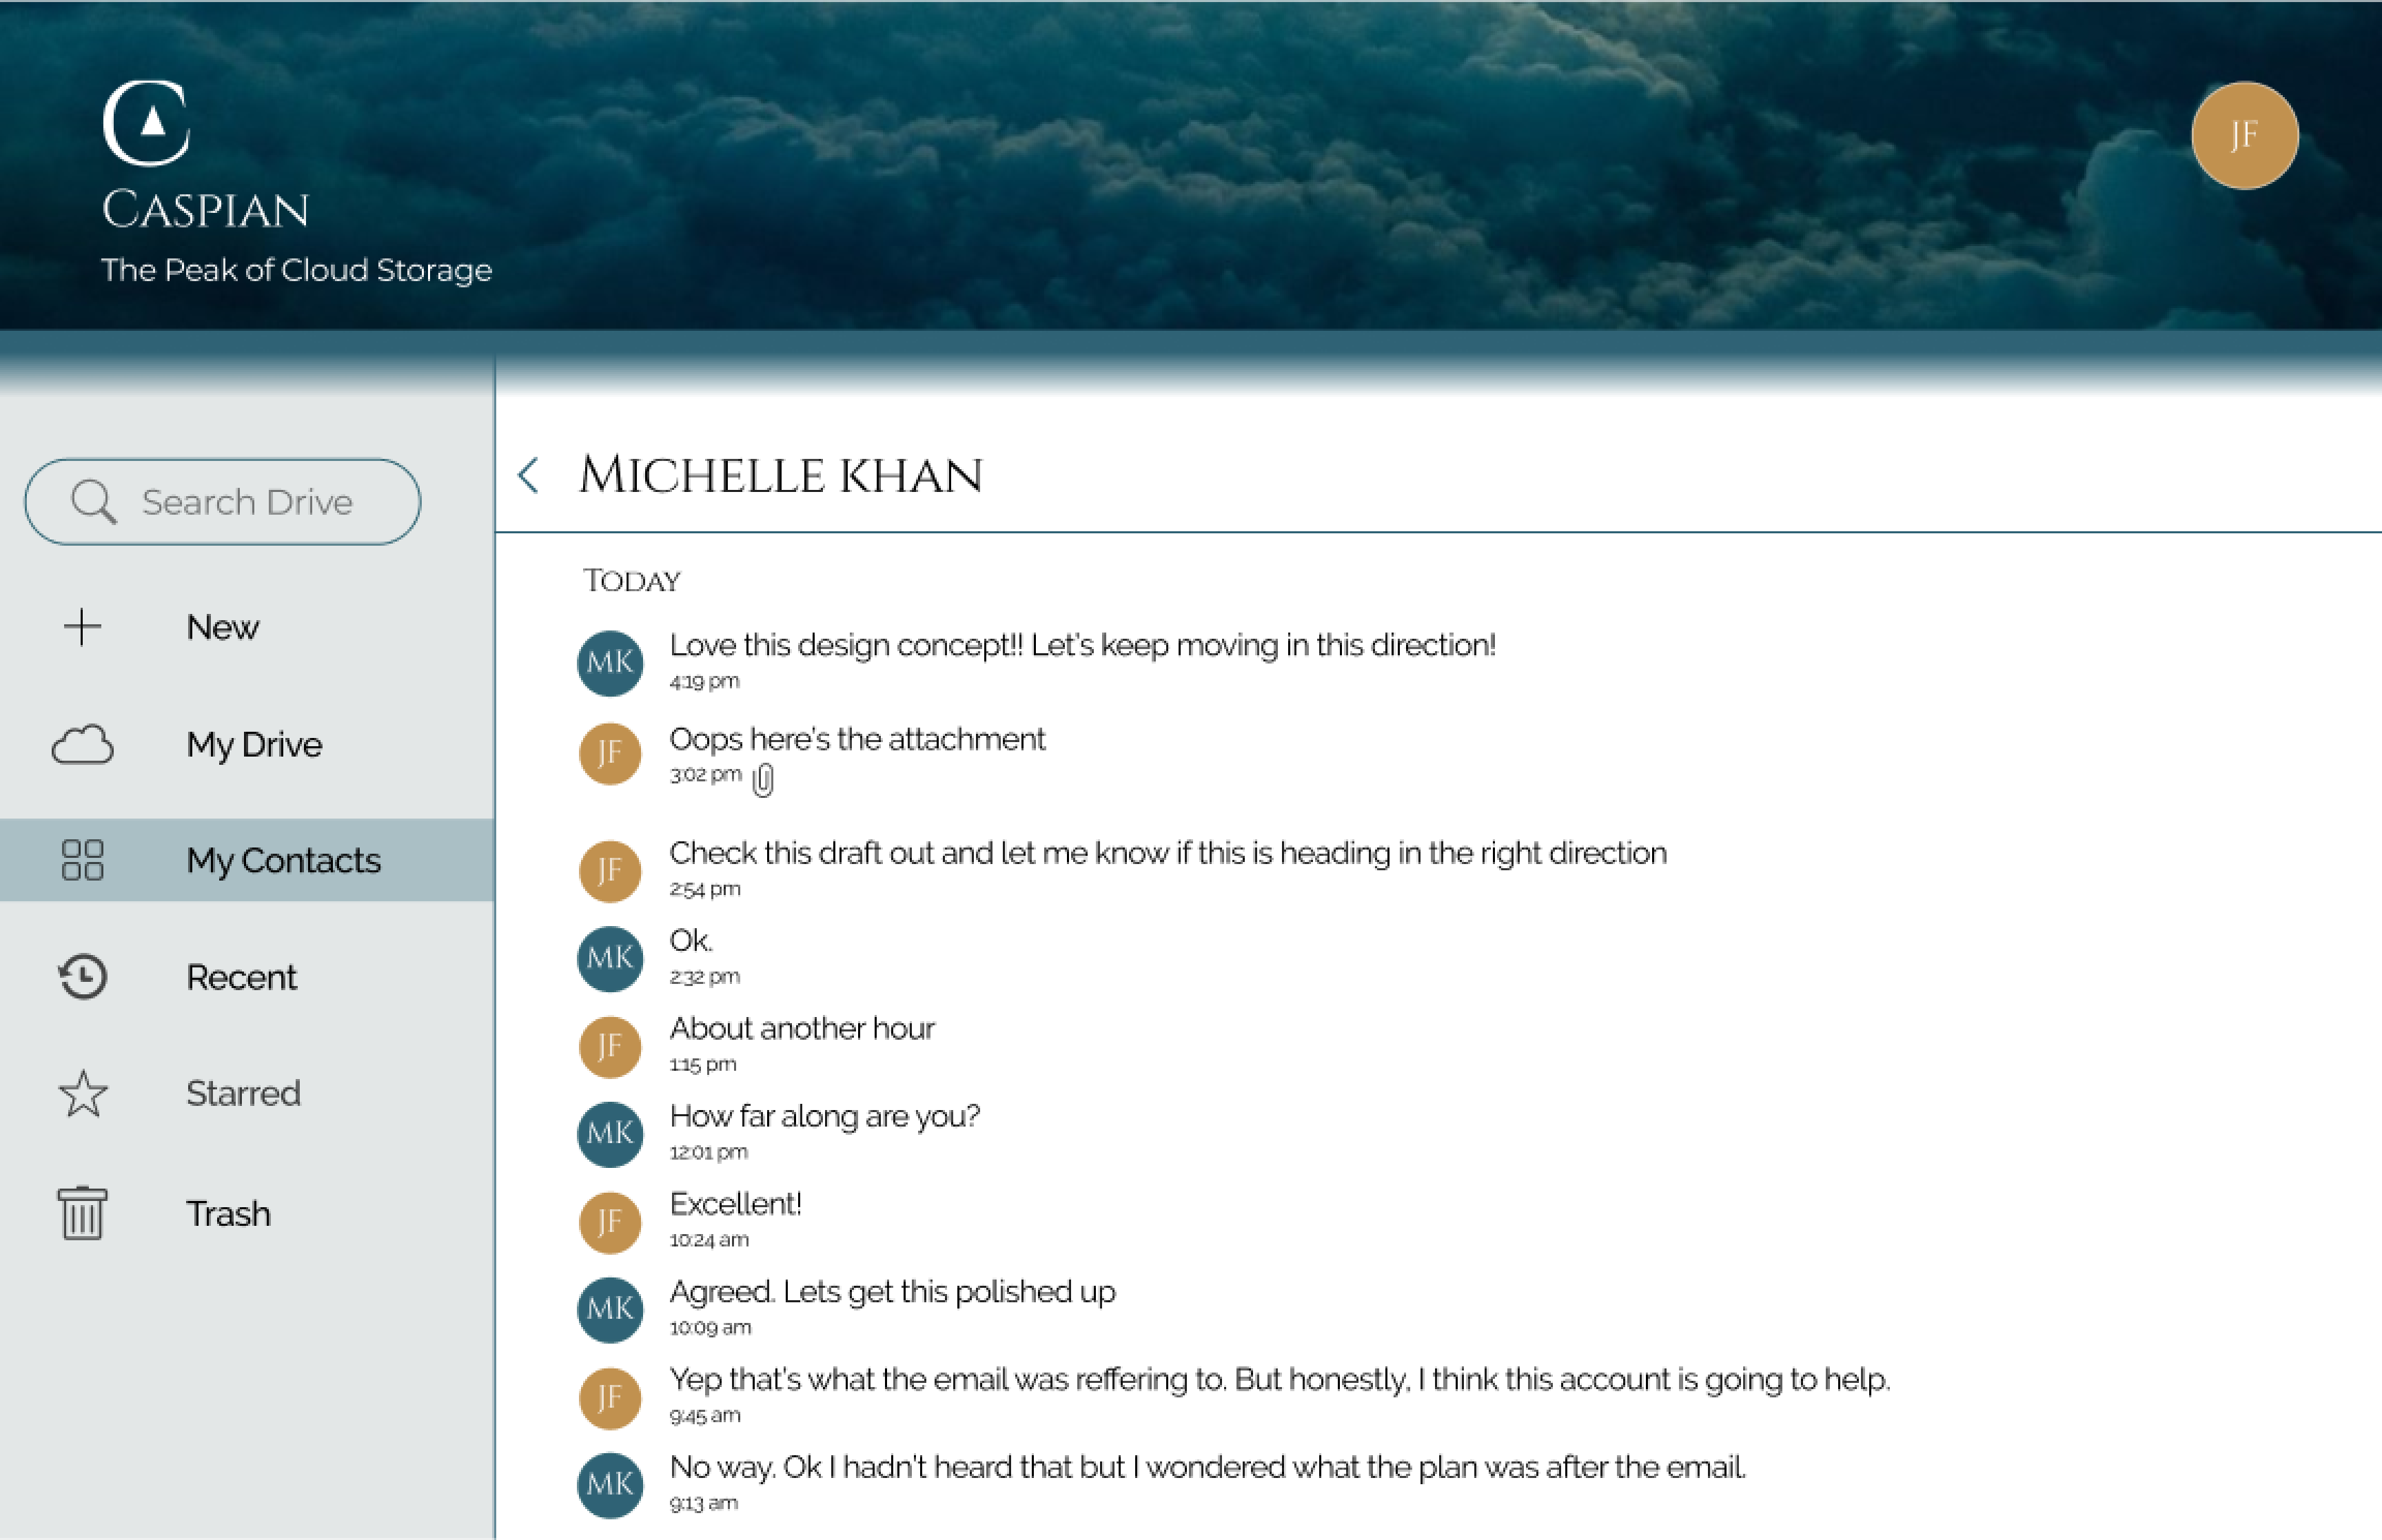 C
CASPIAN
The Peak of Cloud Storage
JF
Search Drive
New
My Drive
My Contacts
Recent
Starred
Trash
MICHELLE KHAN
TODAY
MK
Love this design concept!! Let's keep moving in this direction!
4:19 pm
JF
Oops here's the attachment
3:02 pm
JF
Check this draft out and let me know if this is heading in the right direction
2:54 pm
MK
Ok.
2:32 pm
JF
About another hour
1:15 pm
MK
How far along are you?
12:01 pm
JF
Excellent!
10:24 am
MK
Agreed. Lets get this polished up
10:09 am
JF
Yep that's what the email was reffering to. But honestly, I think this account is going to help.
9:45 am
MK
No way. Ok I hadn't heard that but I wondered what the plan was after the email.
9:13 am